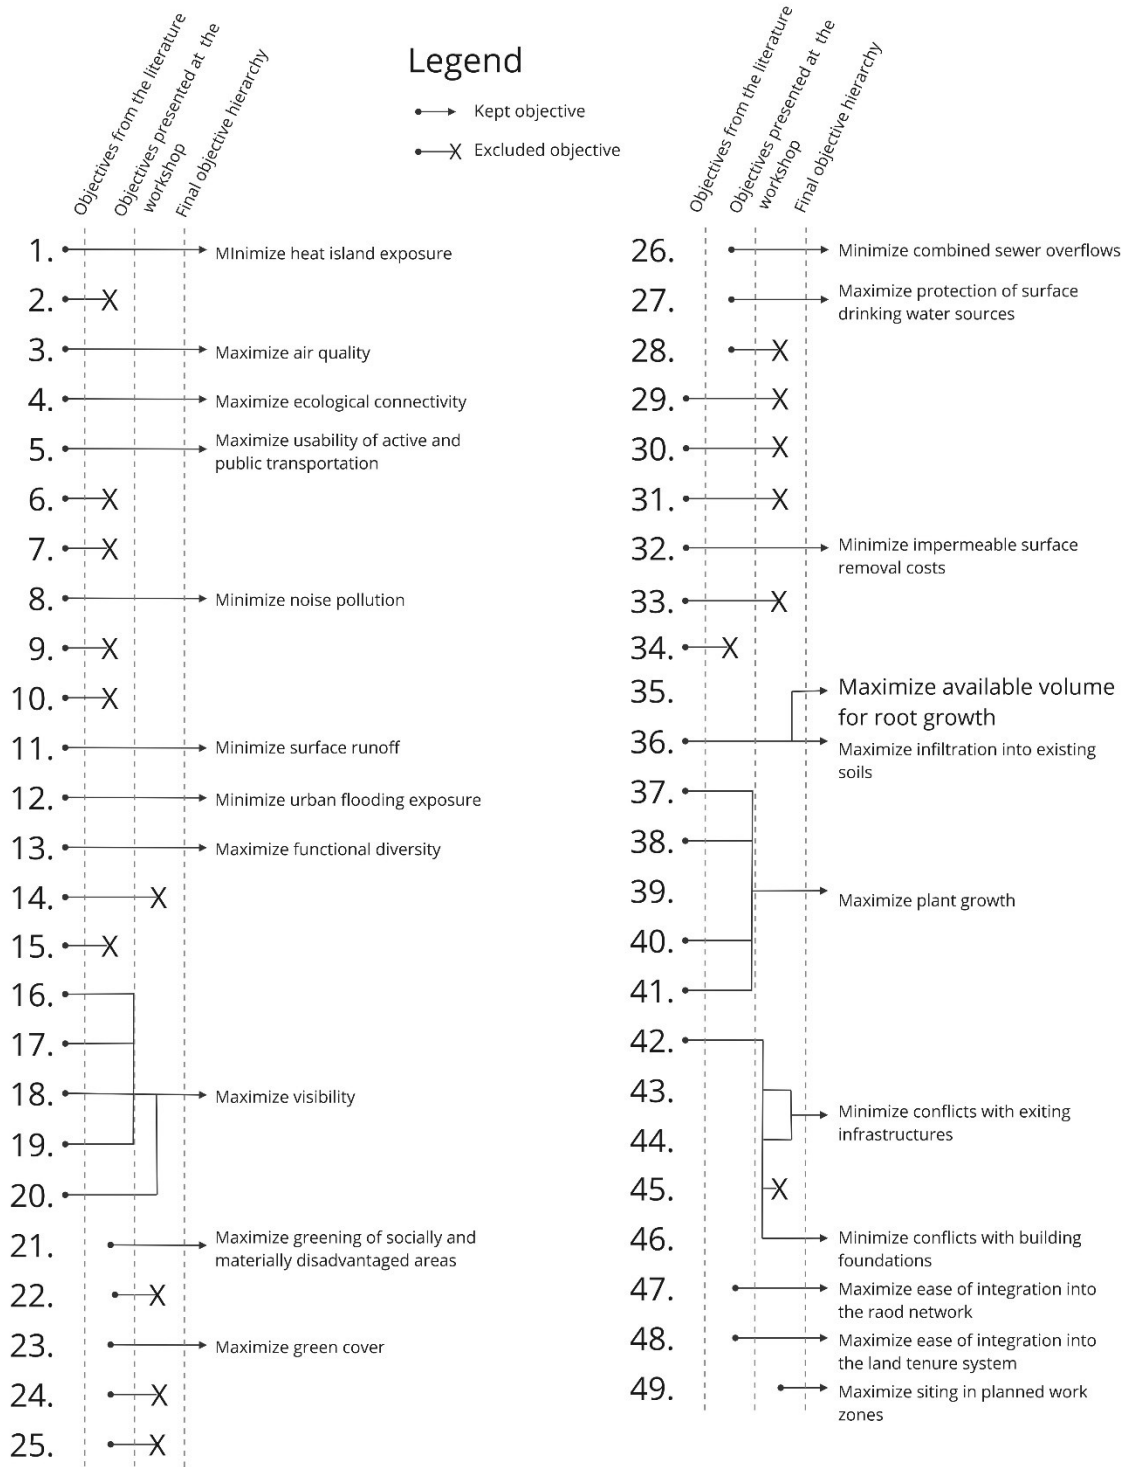 Objectives from the literature
Objectives presented at the
workshop
Final objective hierarchy
Legend
Kept objective
X Excluded objective
Objectives from the literature
Objectives presented at the
workshop
Final objective hierarchy
1. MInimize heat island exposure
2. X
3. Maximize air quality
4. Maximize ecological connectivity
5. Maximize usability of active and
public transportation
6. X
7. X
8. Minimize noise pollution
9. X
10. X
11. Minimize surface runoff
12. Minimize urban flooding exposure
13. Maximize functional diversity
14. X
15. X
16.
17.
18. Maximize visibility
19.
20.
21. Maximize greening of socially and
materially disadvantaged areas
22. X
23. Maximize green cover
24. X
25. X
26. Minimize combined sewer overflows
27. Maximize protection of surface
drinking water sources
28. X
29. X
30. X
31. X
32. Minimize impermeable surface
removal costs
33. X
34. X
35. Maximize available volume
for root growth
36. Maximize infiltration into existing
soils
37.
38.
39. Maximize plant growth
40.
41.
42.
43. Minimize conflicts with exiting
infrastructures
44.
45. X
46. Minimize conflicts with building
foundations
47. Maximize ease of integration into
the raod network
48. Maximize ease of integration into
the land tenure system
49. Maximize siting in planned work
zones